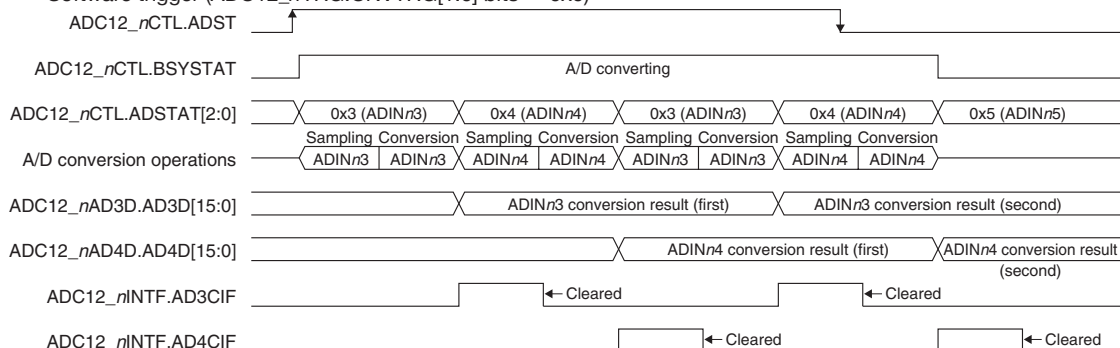 Software trigger (ADC12_nTRG.CNVTRG[1:0] bits = 0x0)
ADC12_nCTL.ADST
ADC12_nCTL.BSYSTAT
A/D converting
ADC12_nCTL.ADSTAT[2:0]
0x3 (ADINn3) 0x4 (ADINn4) 0x3 (ADINn3) 0x4 (ADINn4) 0x5 (ADINn5)
Sampling Conversion Sampling Conversion Sampling Conversion Sampling Conversion
A/D conversion operations
ADINn3 ADINn3 ADINn4 ADINn4 ADINn3 ADINn3 ADINn4 ADINn4
ADC12_nAD3D.AD3D[15:0]
ADINn3 conversion result (first) ADINn3 conversion result (second)
ADC12_nAD4D.AD4D[15:0]
ADINn4 conversion result (first) ADINn4 conversion result
(second)
ADC12_nINTF.AD3CIF
Cleared Cleared
ADC12_nINTF.AD4CIF
Cleared Cleared